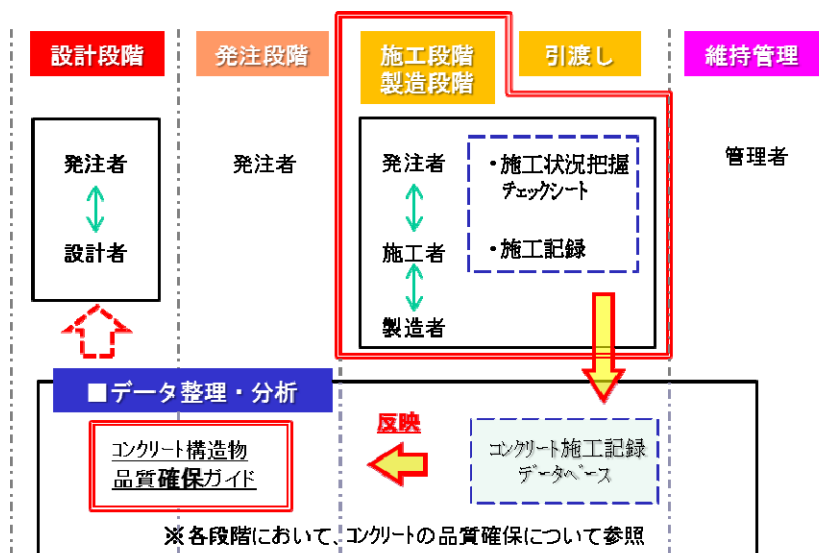 設計段階
発注段階
施工段階
製造段階
引渡し
維持管理
発注者
設計者
発注者
発注者
施工者
製造者
・施工状況把握
チェックシート
・施工記録
管理者
■データ整理・分析
コンクリート構造物
品質確保ガイド
反映
コンクリート施工記録
データベース
※各段階において、コンクリートの品質確保について参照